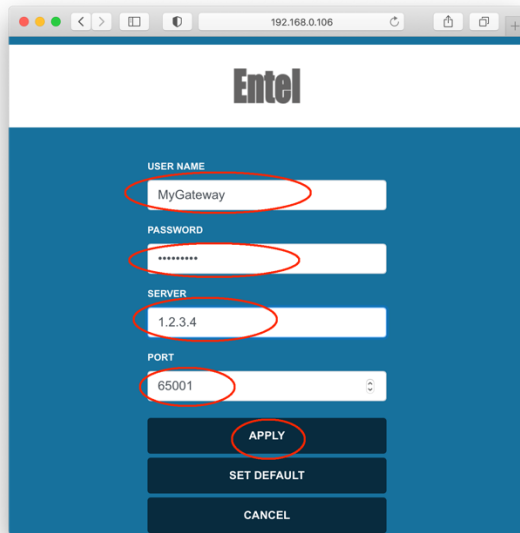 192.168.0.106
Entel
USER NAME
MyGateway
PASSWORD
•••••••••
SERVER
1.2.3.4
PORT
65001
APPLY
SET DEFAULT
CANCEL